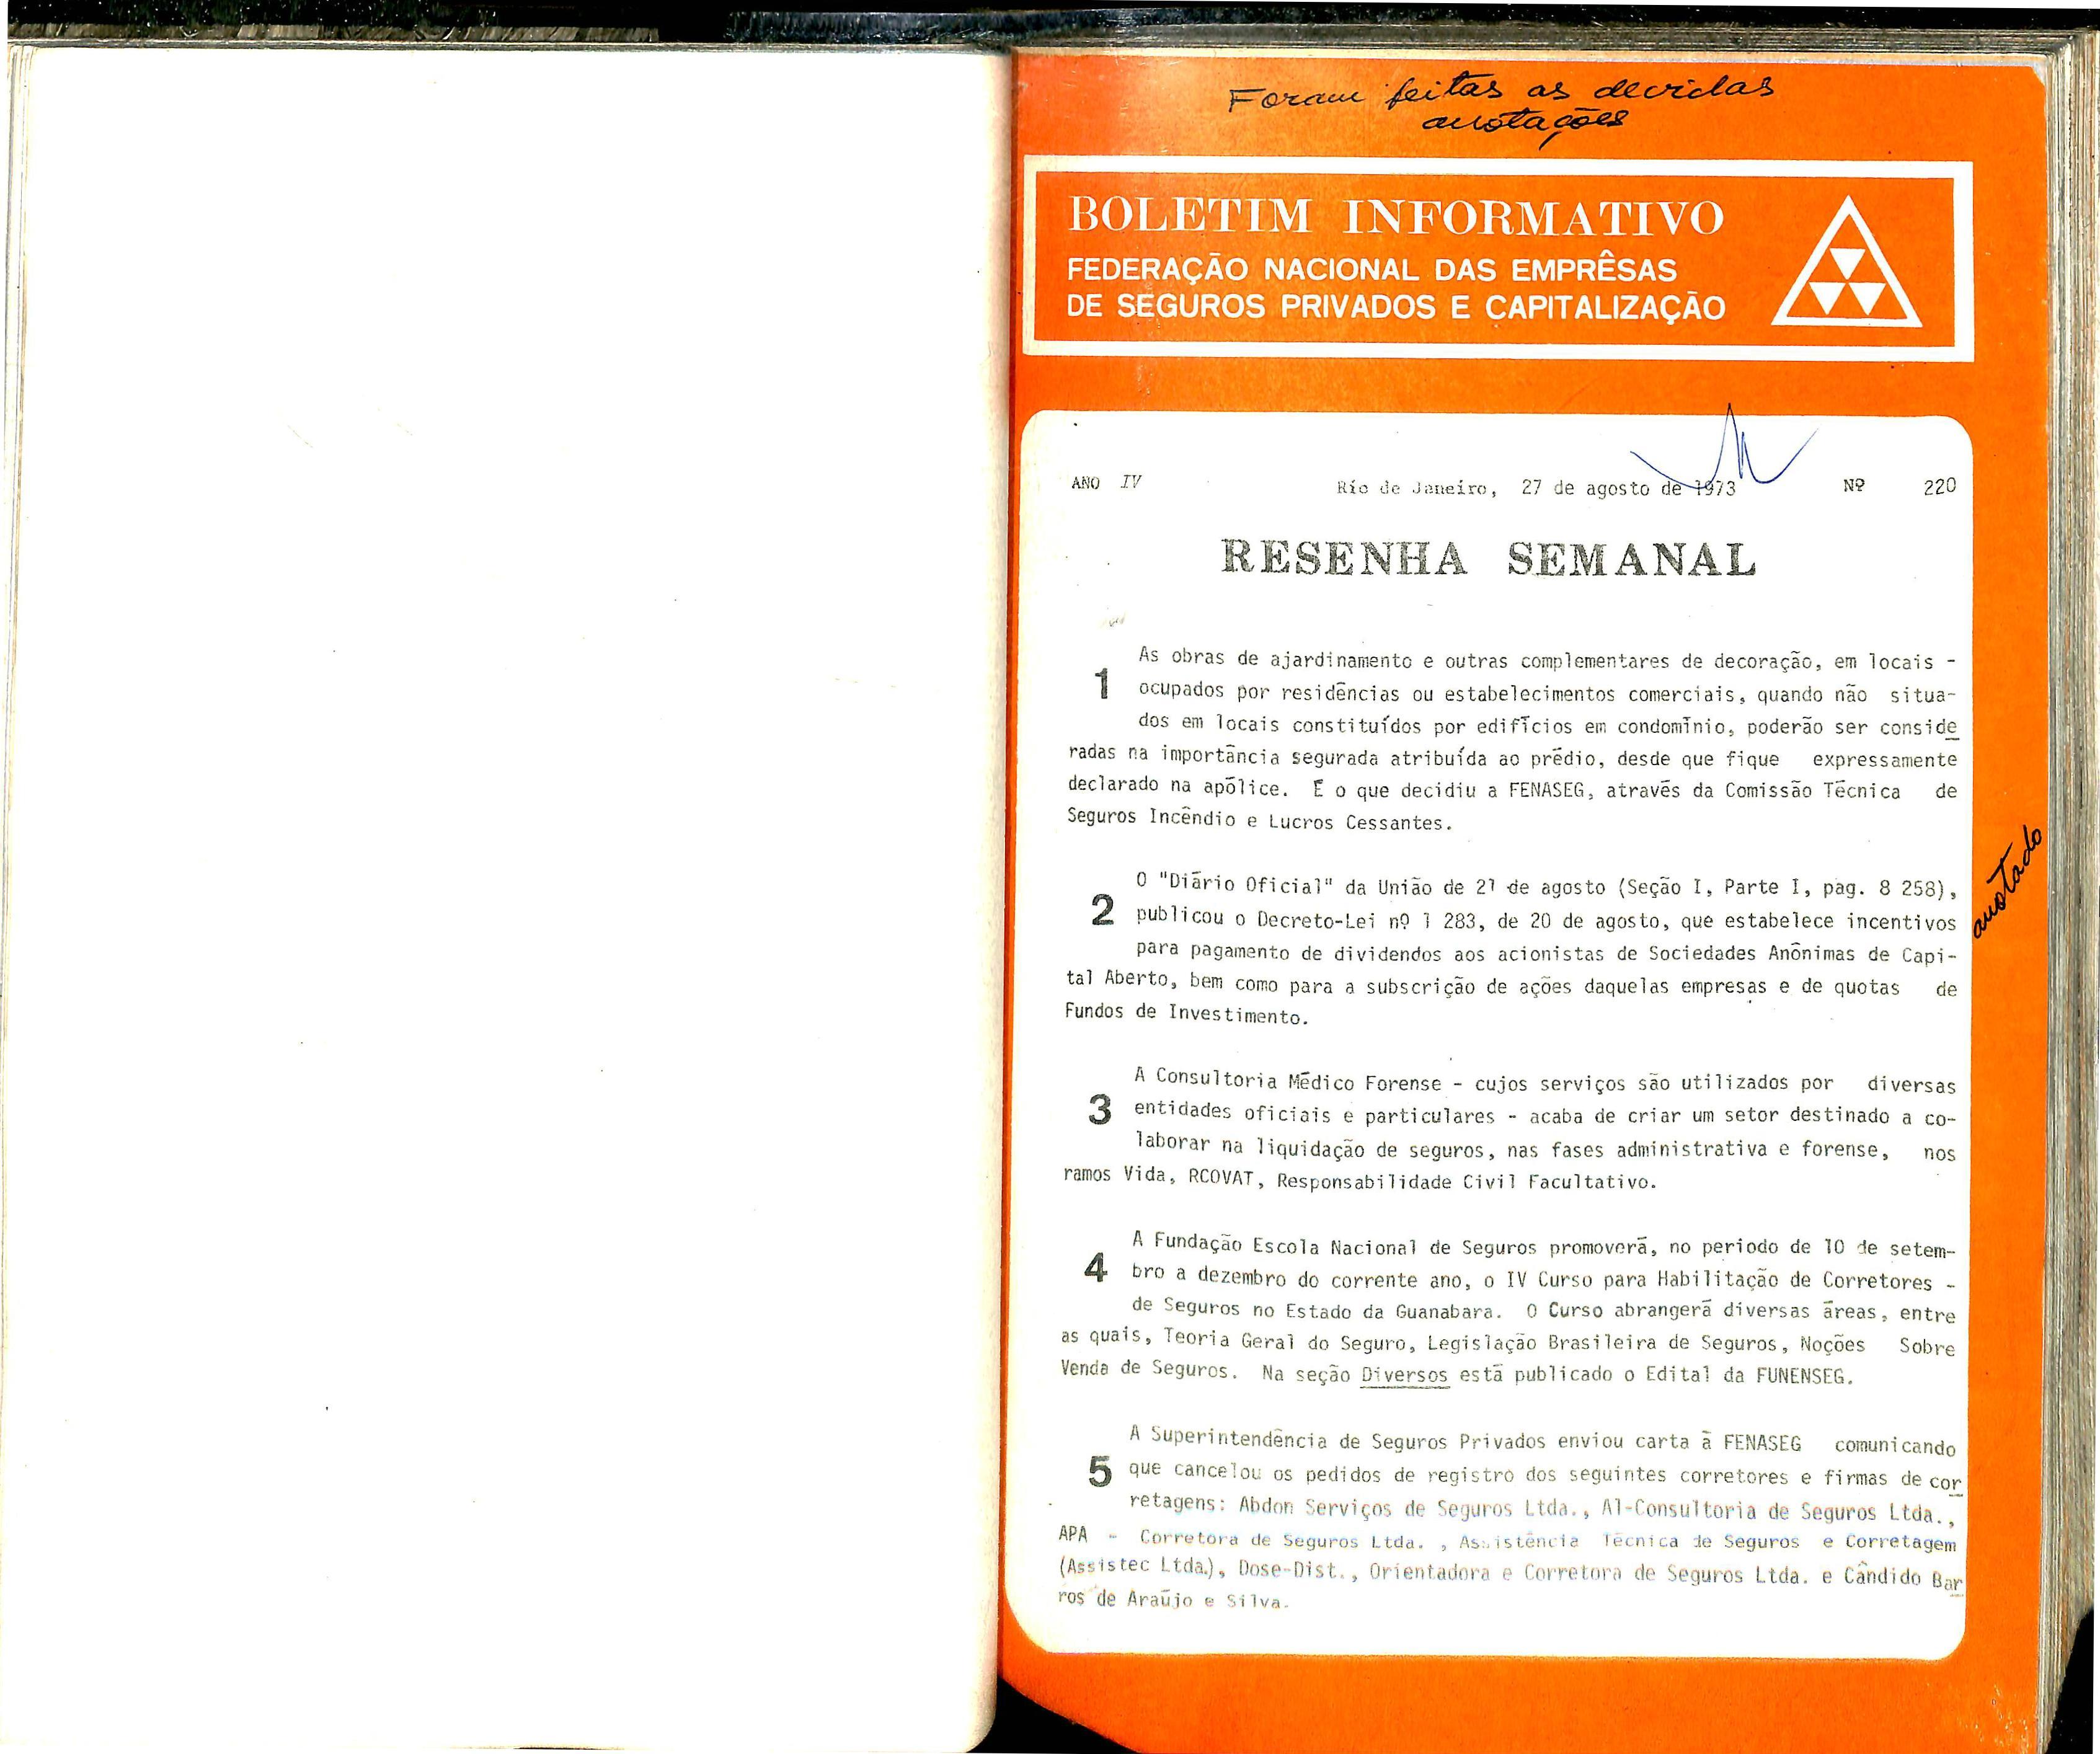 Foram feitas as devidas
anotações
BOLETIM INFORMATIVO
FEDERAÇÃO NACIONAL DAS EMPRÊSAS
DE SEGUROS PRIVADOS E CAPITALIZAÇÃO
ANO IV Rio de Janeiro, 27 de agosto de 1973 Nº 220
RESENHA SEMANAL
As obras de ajardinamento e outras complementares de decoração, em locais -
1 ocupados por residências ou estabelecimentos comerciais, quando não situa-
dos em locais constituídos por edifícios em condomínio, poderão ser conside
radas na importância segurada atribuída ao prédio, desde que fique expressamente
declarado na apólice. É o que decidiu a FENASEG, através da Comissão Técnica de
Seguros Incêndio e Lucros Cessantes.
O "Diário Oficial" da União de 21 de agosto (Seção I, Parte I, pag. 8 258),
2 publicou o Decreto-Lei nº 1 283, de 20 de agosto, que estabelece incentivos
para pagamento de dividendos aos acionistas de Sociedades Anônimas de Capi-
tal Aberto, bem como para a subscrição de ações daquelas empresas e de quotas de
Fundos de Investimento.
anotado
A Consultoria Médico Forense - cujos serviços são utilizados por diversas
3 entidades oficiais e particulares - acaba de criar um setor destinado a co-
laborar na liquidação de seguros, nas fases administrativa e forense, nos
ramos Vida, RCOVAT, Responsabilidade Civil Facultativo.
A Fundação Escola Nacional de Seguros promoverá, no periodo de 10 de setem-
4 bro a dezembro do corrente ano, o IV Curso para Habilitação de Corretores -
de Seguros no Estado da Guanabara. O Curso abrangerá diversas áreas, entre
as quais, Teoria Geral do Seguro, Legislação Brasileira de Seguros, Noções Sobre
Venda de Seguros. Na seção Diversos está publicado o Edital da FUNENSEG.
A Superintendência de Seguros Privados enviou carta à FENASEG comunicando
5 que cancelou os pedidos de registro dos seguintes corretores e firmas de cor
retagens: Abdon Serviços de Seguros Ltda., Al-Consultoria de Seguros Ltda.,
APA - Corretora de Seguros Ltda. , Assistência Técnica de Seguros e Corretagem
(Assistec Ltda.), Dose-Dist., Orientadora e Corretora de Seguros Ltda. e Cândido Bar
ros de Araújo e Silva.